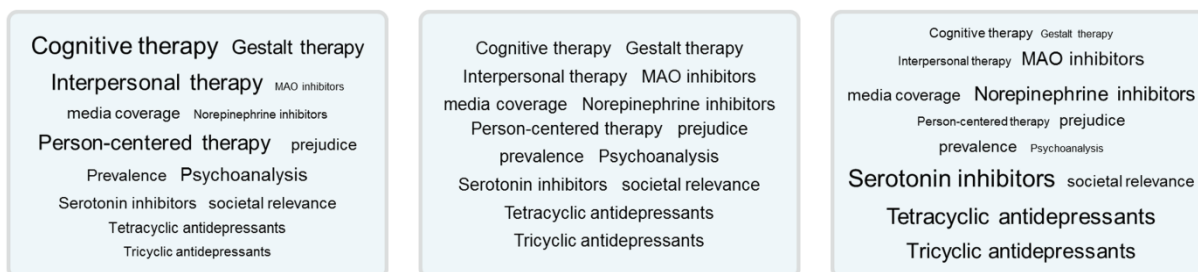 Cognitive therapy Gestalt therapy
Interpersonal therapy MAO inhibitors
media coverage Norepinephrine inhibitors
Person-centered therapy prejudice
Prevalence Psychoanalysis
Serotonin inhibitors societal relevance
Tetracyclic antidepressants
Tricyclic antidepressants
Cognitive therapy Gestalt therapy
Interpersonal therapy MAO inhibitors
media coverage Norepinephrine inhibitors
Person-centered therapy prejudice
prevalence Psychoanalysis
Serotonin inhibitors societal relevance
Tetracyclic antidepressants
Tricyclic antidepressants
Cognitive therapy Gestalt therapy
Interpersonal therapy MAO inhibitors
media coverage Norepinephrine inhibitors
Person-centered therapy prejudice
prevalence Psychoanalysis
Serotonin inhibitors societal relevance
Tetracyclic antidepressants
Tricyclic antidepressants